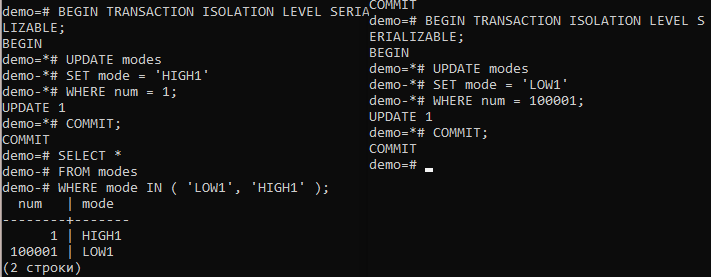 demo=# BEGIN TRANSACTION ISOLATION LEVEL SERIA
LIZABLE;
BEGIN
demo=*# UPDATE modes
demo-*# SET mode = 'HIGH1'
demo-*# WHERE num = 1;
UPDATE 1
demo=*# COMMIT;
COMMIT
demo=# SELECT *
demo-# FROM modes
demo-# WHERE mode IN ( 'LOW1', 'HIGH1' );
num | mode
--------+-------
1 | HIGH1
100001 | LOW1
(2 строки)
COMMIT
demo=# BEGIN TRANSACTION ISOLATION LEVEL S
ERIALIZABLE;
BEGIN
demo=*# UPDATE modes
demo-*# SET mode = 'LOW1'
demo-*# WHERE num = 100001;
UPDATE 1
demo=*# COMMIT;
COMMIT
demo=#